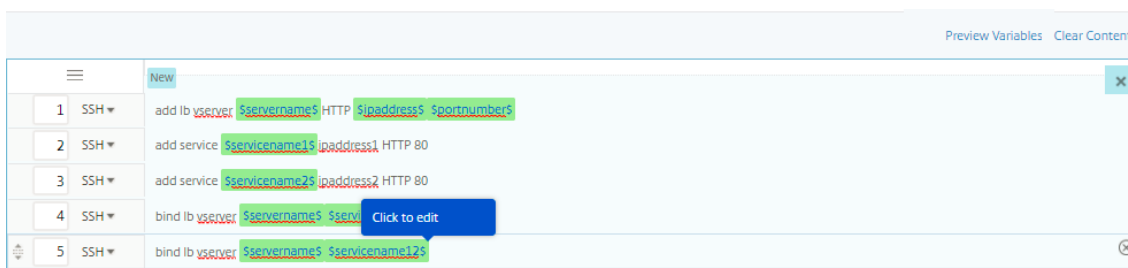 Preview Variables Clear Conten
New
1 SSH add lb vserver $servername$ HTTP $ipaddress$ $portnumber$
2 SSH add service $servicename1$ ipaddress1 HTTP 80
3 SSH add service $servicename2$ ipaddress2 HTTP 80
4 SSH bind lb vserver $servername$ $servi Click to edit
5 SSH bind lb vserver $servername$ $servicename12$